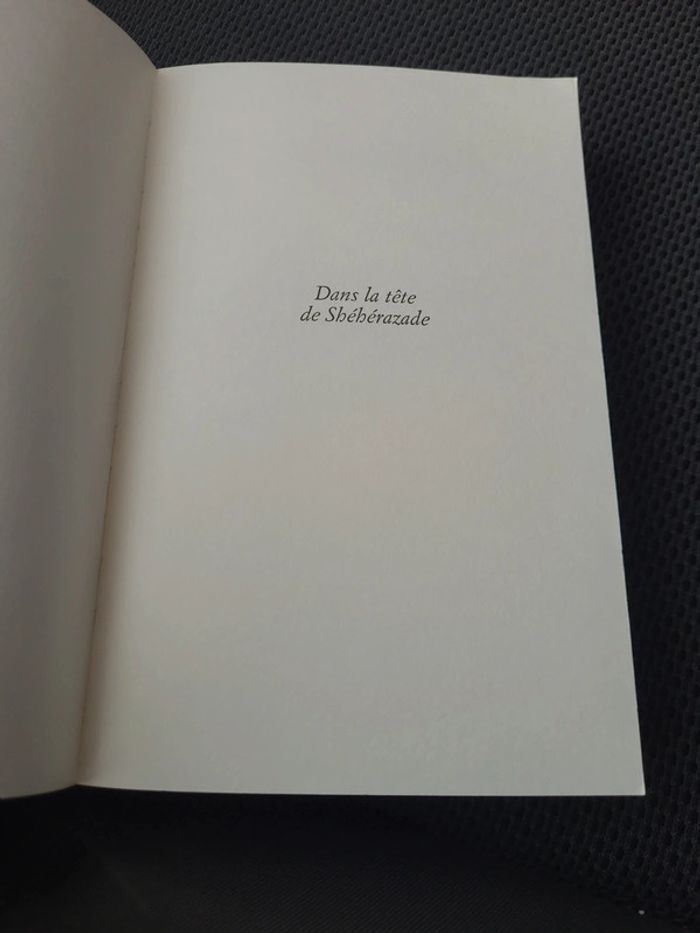 Dans la tête
de Shéhérazade